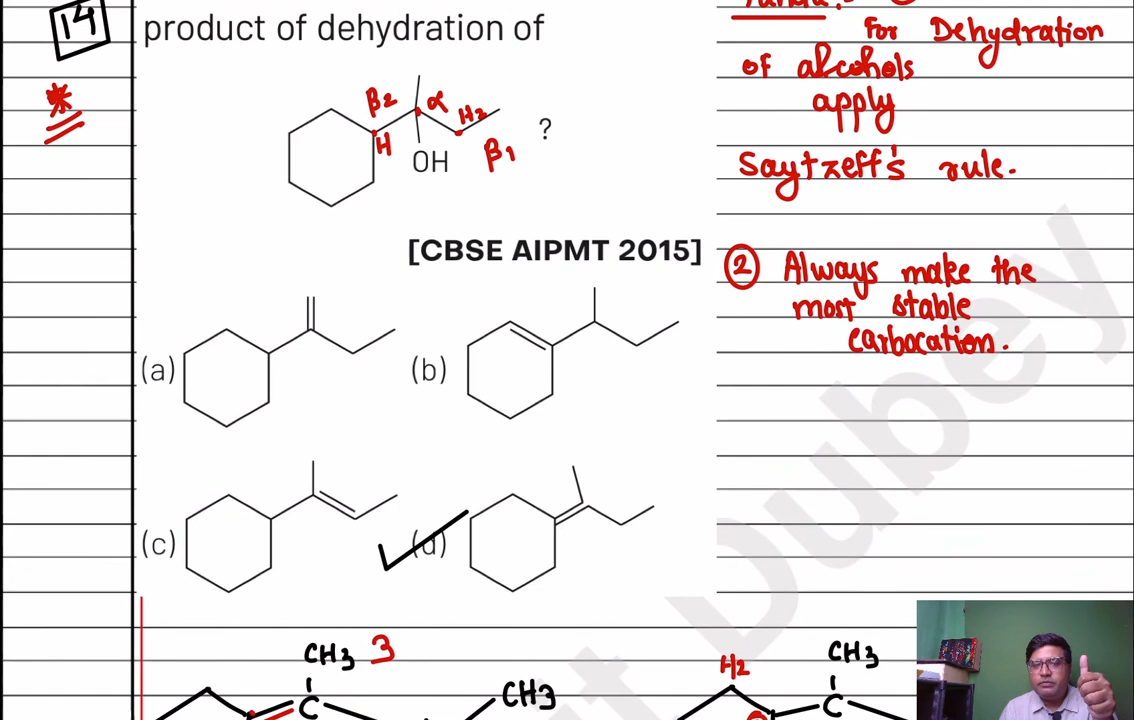 14
product of dehydration of
For Dehydration
of alcohols
apply
Saytzeff's rule.
β2
α
H2
H
OH
β1
?
[CBSE AIPMT 2015]
② Always make the
most stable
carbocation.
(a)
(b)
(c)
(d)
CH3 3
CH3
H2
CH3
C
C
Dubey